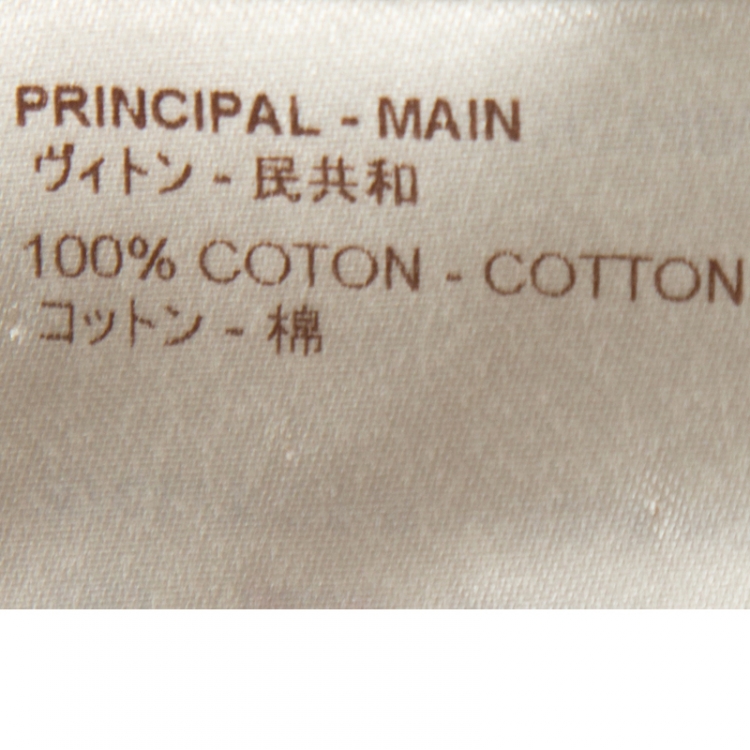 PRINCIPAL - MAIN
ヴィトン - 民共和
100% COTON - COTTON
コットン - 棉